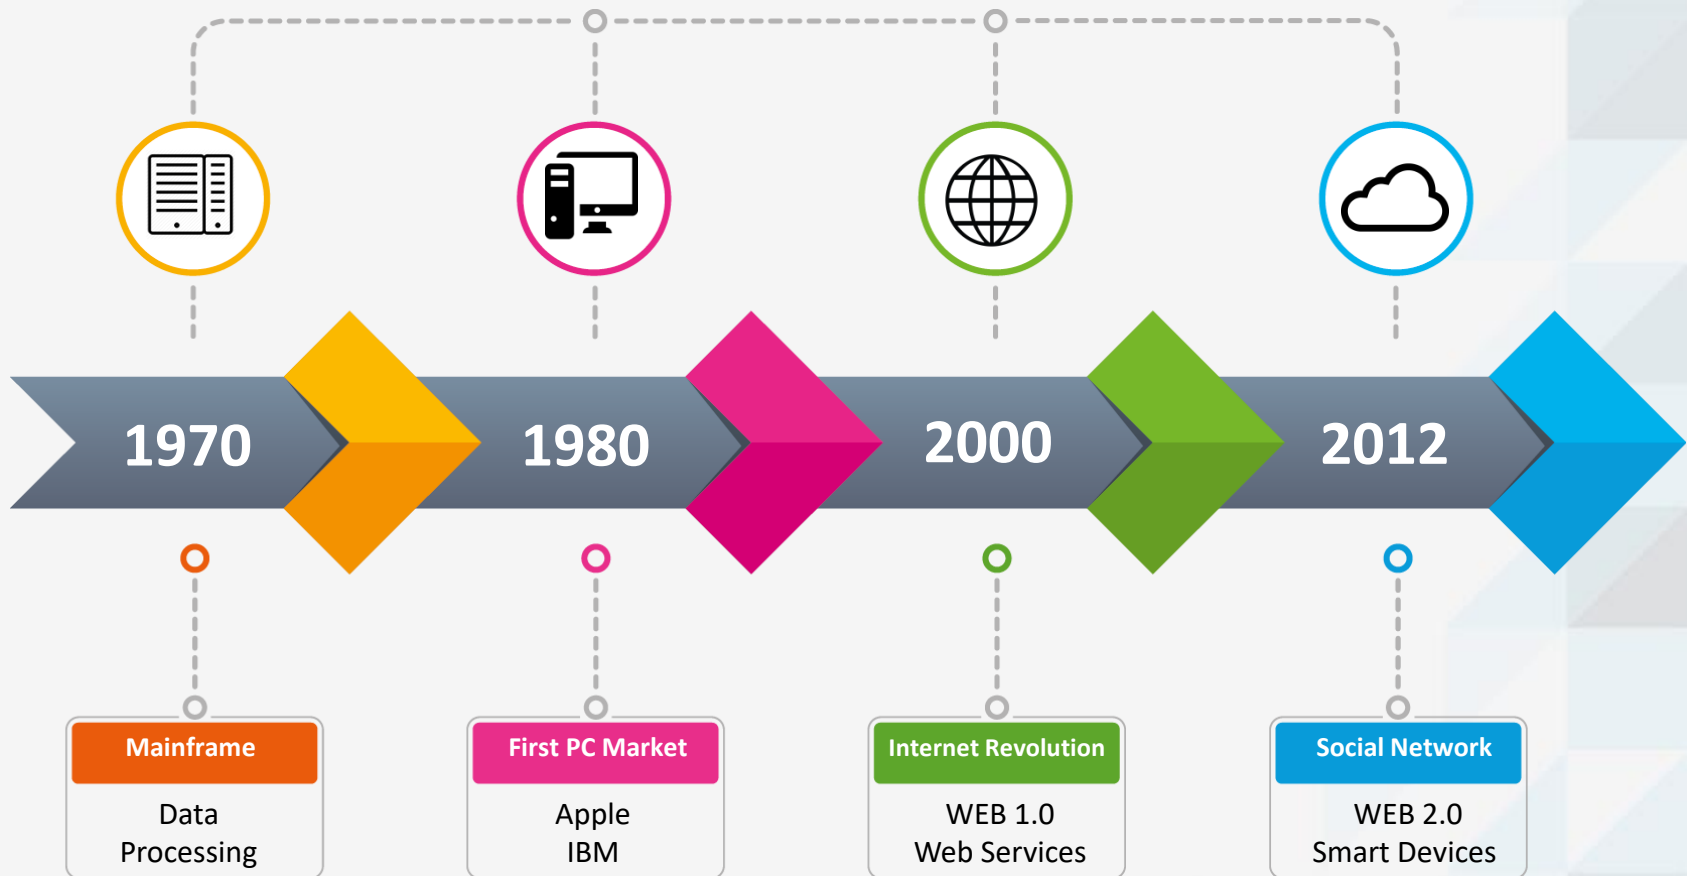 1970
1980
2000
2012
Mainframe
Data
Processing
First PC Market
Apple
IBM
Internet Revolution
WEB 1.0
Web Services
Social Network
WEB 2.0
Smart Devices